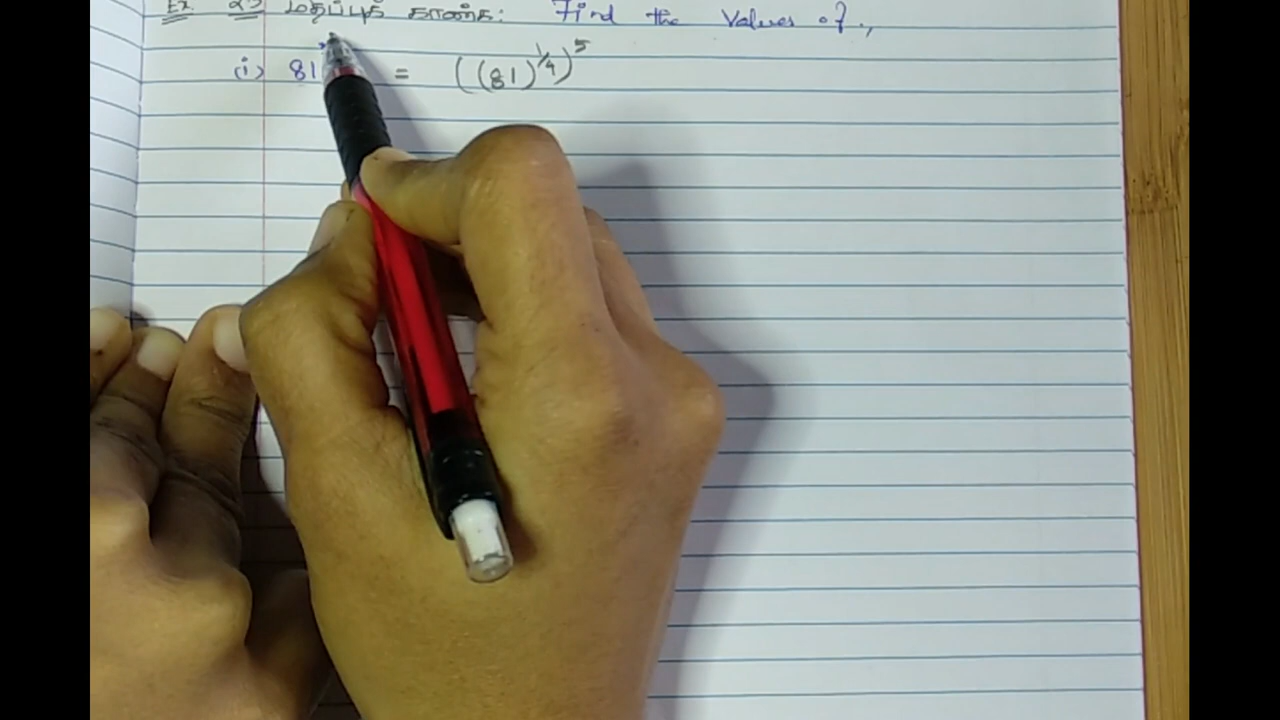 Ex. 2.5 மதிப்புக் காண்க: Find the Values of.,
(i) 81 = ((81)^1/4)^5